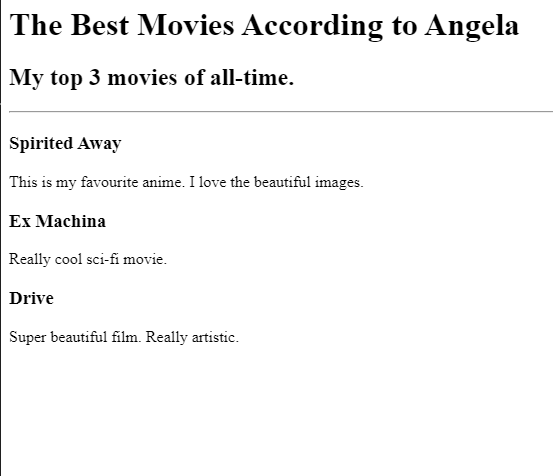 The Best Movies According to Angela
My top 3 movies of all-time.
Spirited Away
This is my favourite anime. I love the beautiful images.
Ex Machina
Really cool sci-fi movie.
Drive
Super beautiful film. Really artistic.